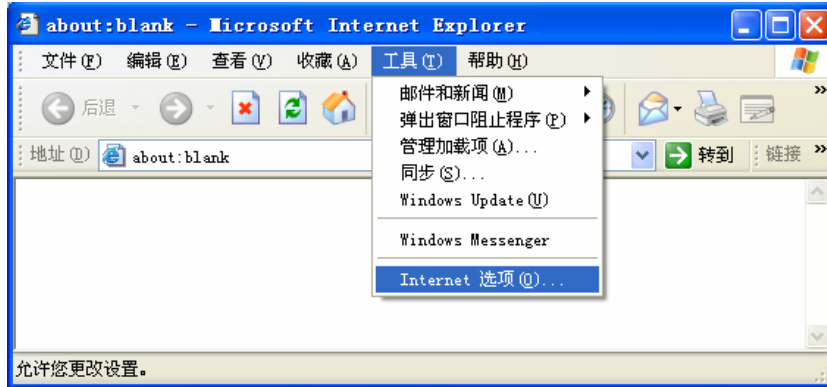 about:blank - Microsoft Internet Explorer
文件(F) 编辑(E) 查看(V) 收藏(A) 工具(T) 帮助(H)
后退
邮件和新闻(M)
弹出窗口阻止程序(P)
管理加载项(A)...
同步(S)...
Windows Update(U)
Windows Messenger
Internet 选项(O)...
地址(D) about:blank 转到 链接
允许您更改设置。